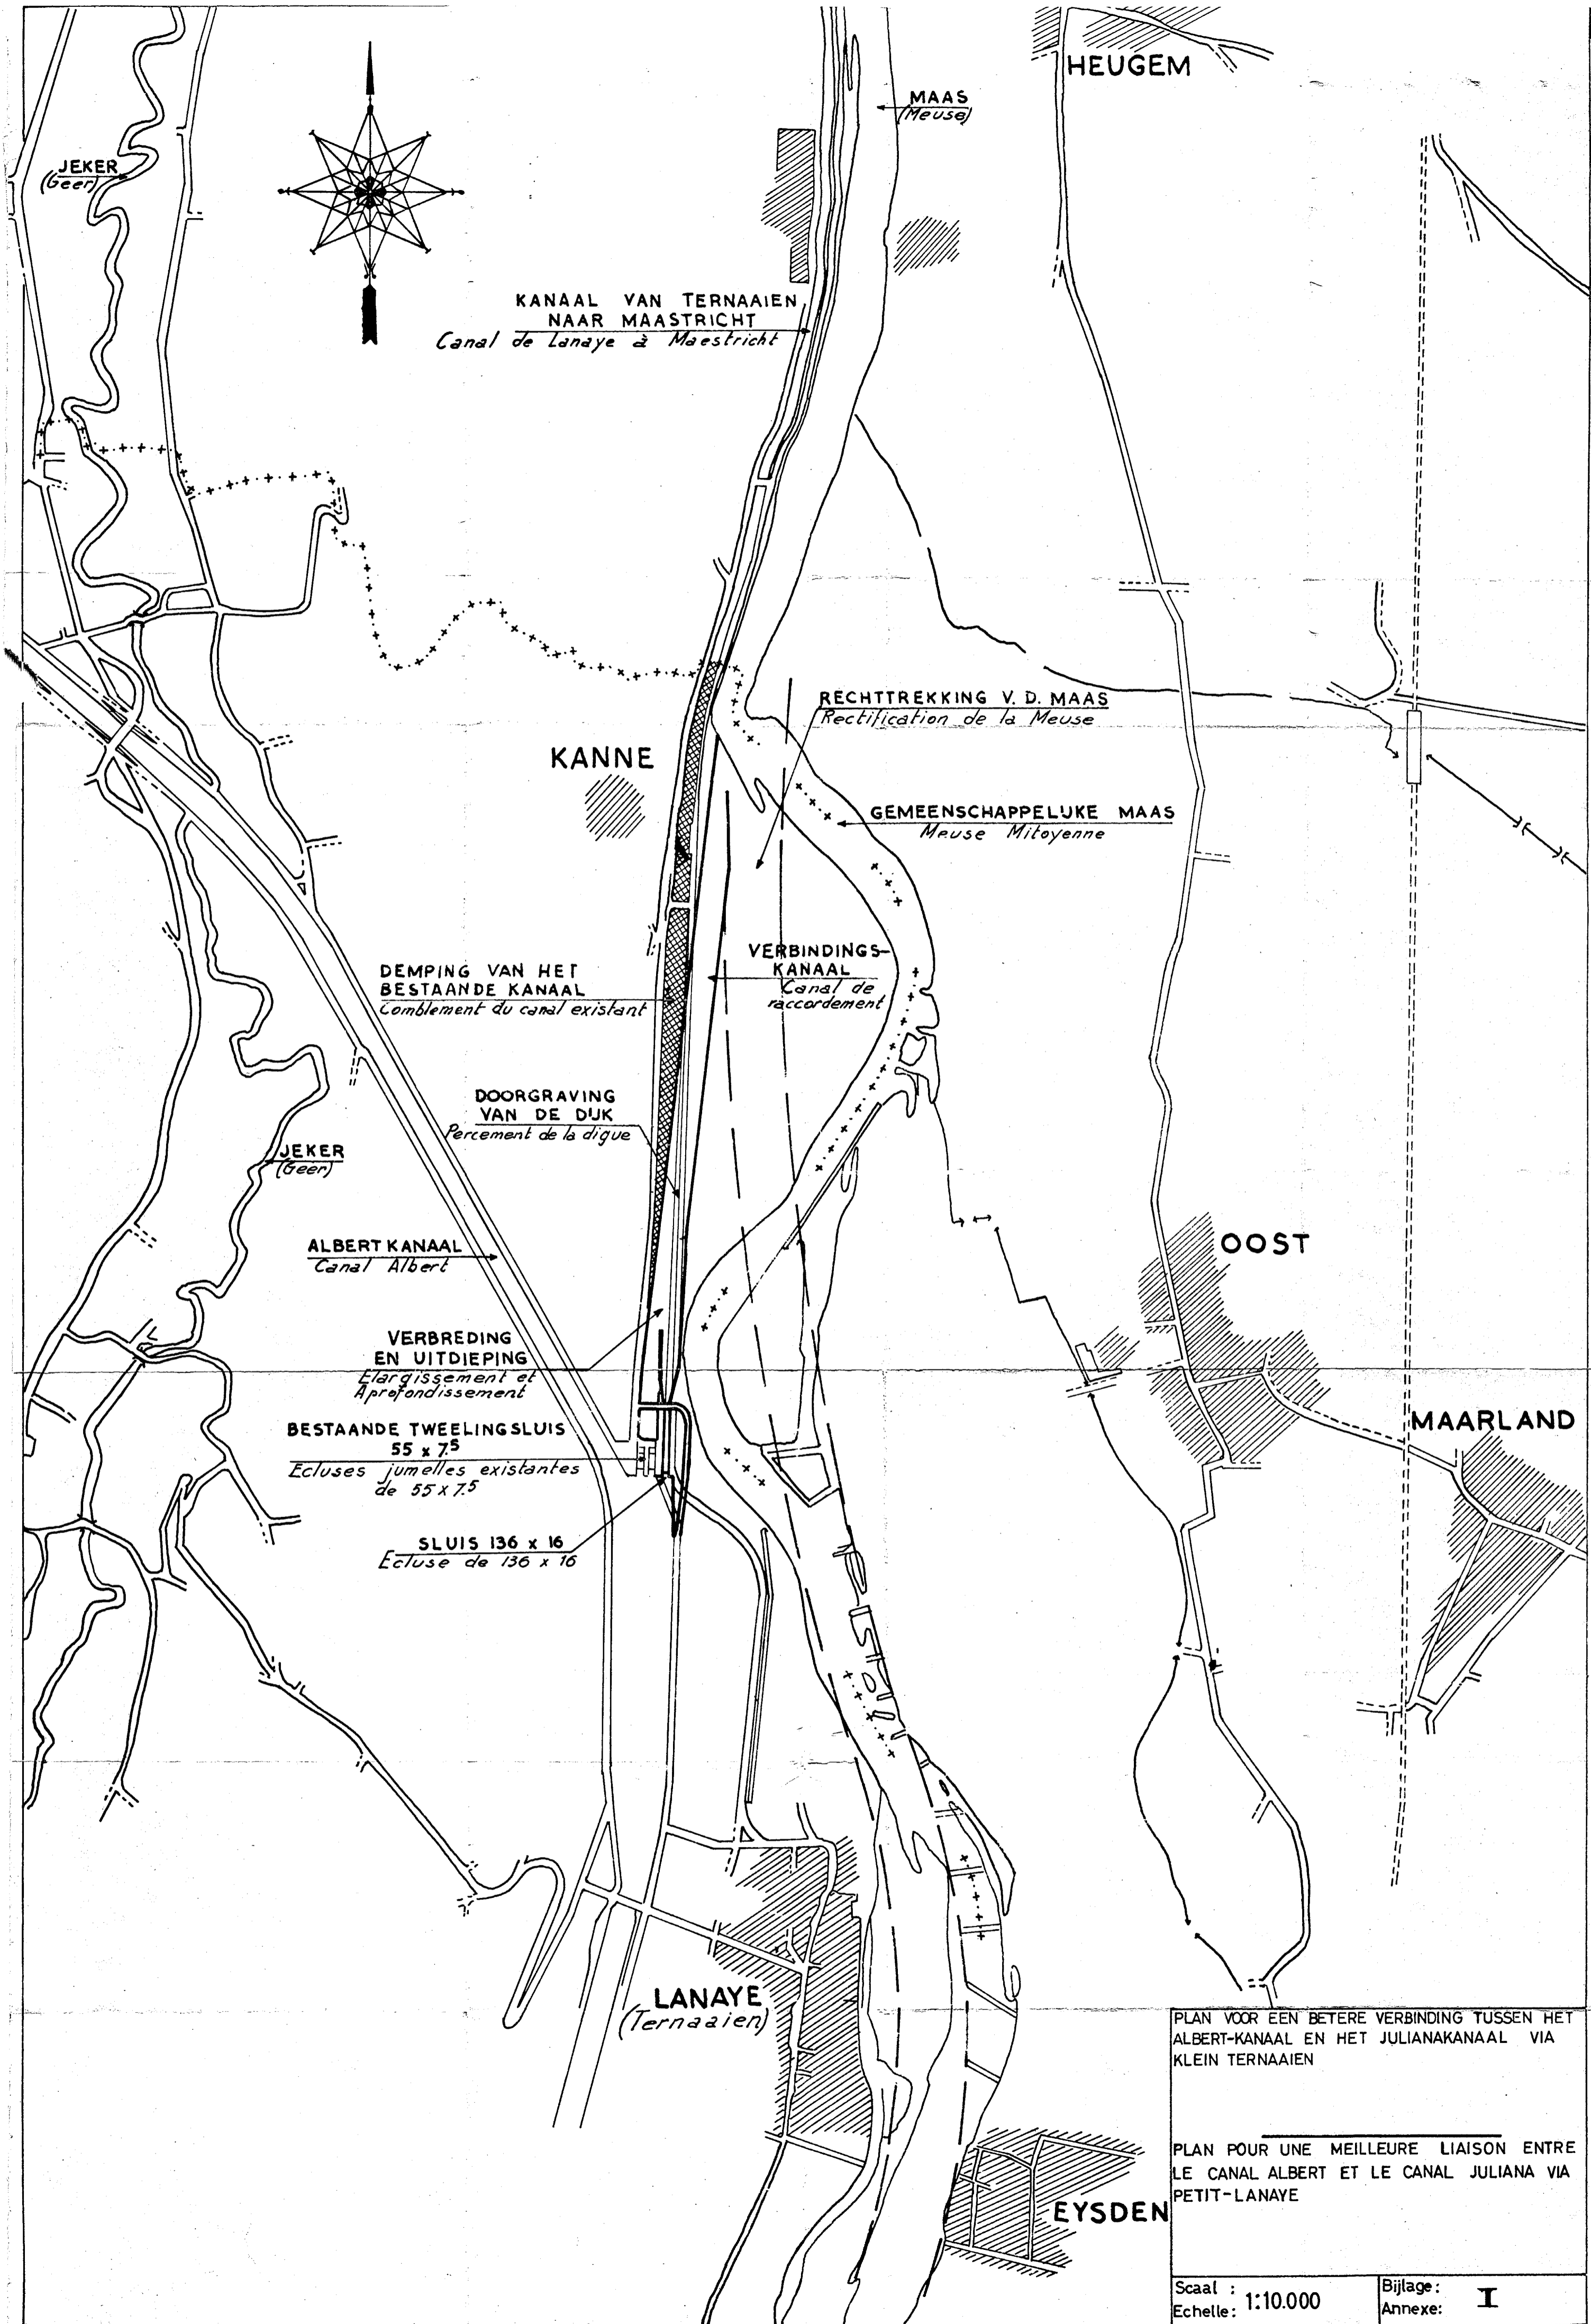 HEUGEM
MAAS
(Meuse)
JEKER
(Geer)
KANAAL VAN TERNAAIEN
NAAR MAASTRICHT
Canal de Lanaye à Maestricht
RECHTTREKKING V. D. MAAS
Rectification de la Meuse
KANNE
GEMEENSCHAPPELIJKE MAAS
Meuse Mitoyenne
VERBINDINGS-
KANAAL
Canal de
raccordement
DEMPING VAN HET
BESTAANDE KANAAL
Comblement du canal existant
DOORGRAVING
VAN DE DIJK
Percement de la digue
JEKER
(Geer)
ALBERT KANAAL
Canal Albert
OOST
VERBREDING
EN UITDIEPING
Elargissement et
Aprofondissement
MAARLAND
BESTAANDE TWEELINGSLUIS
55 x 7.5
Ecluses jumelles existantes
de 55 x 7.5
SLUIS 136 x 16
Ecluse de 136 x 16
LANAYE
(Ternaaien)
EYSDEN
PLAN VOOR EEN BETERE VERBINDING TUSSEN HET
ALBERT-KANAAL EN HET JULIANAKANAAL VIA
KLEIN TERNAAIEN
PLAN POUR UNE MEILLEURE LIAISON ENTRE
LE CANAL ALBERT ET LE CANAL JULIANA VIA
PETIT-LANAYE
Scaal :
Echelle: 1:10.000
Bijlage:
Annexe: I